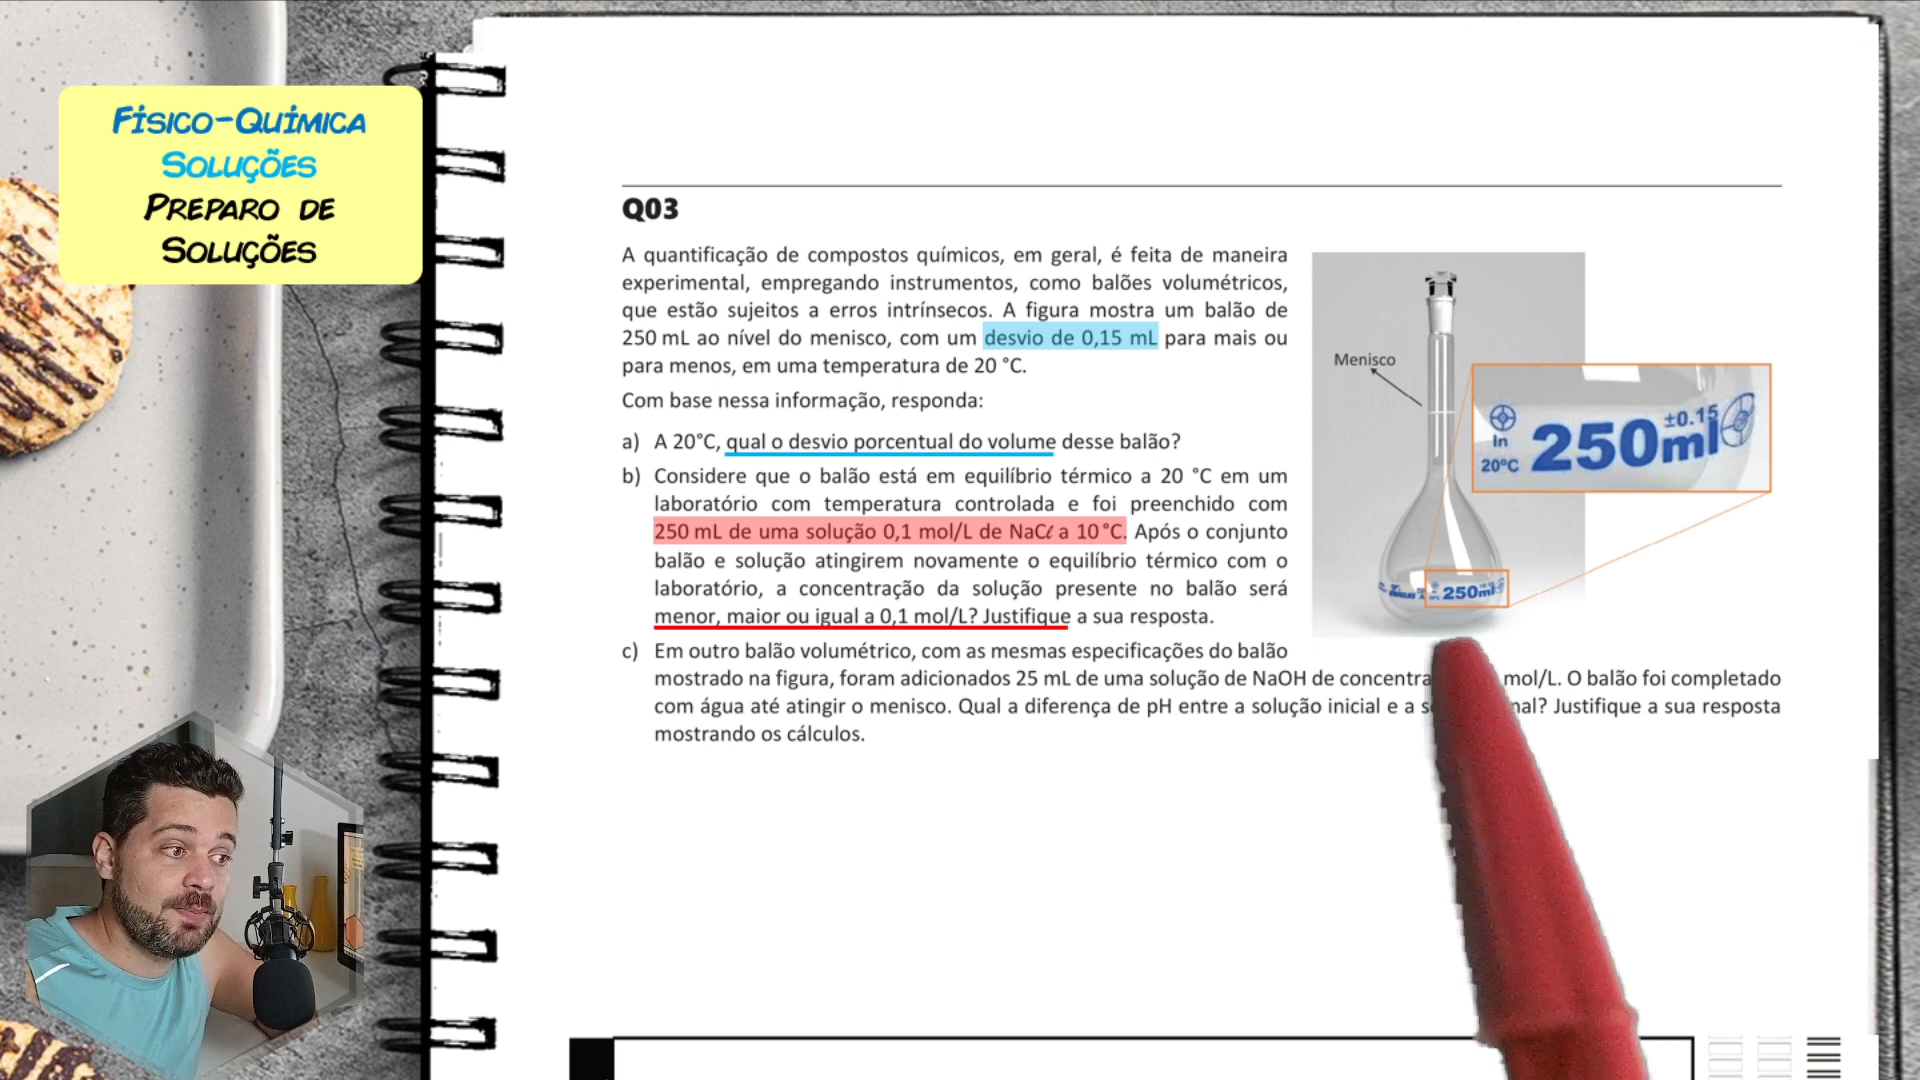 Físico-Química
Soluções
Preparo de
Soluções
Q03
A quantificação de compostos químicos, em geral, é feita de maneira
experimental, empregando instrumentos, como balões volumétricos,
que estão sujeitos a erros intrínsecos. A figura mostra um balão de
250 mL ao nível do menisco, com um desvio de 0,15 mL para mais ou
para menos, em uma temperatura de 20 °C.
Com base nessa informação, responda:
a) A 20°C, qual o desvio porcentual do volume desse balão?
b) Considere que o balão está em equilíbrio térmico a 20 °C em um
laboratório com temperatura controlada e foi preenchido com
250 mL de uma solução 0,1 mol/L de NaCℓ a 10 °C. Após o conjunto
balão e solução atingirem novamente o equilíbrio térmico com o
laboratório, a concentração da solução presente no balão será
menor, maior ou igual a 0,1 mol/L? Justifique a sua resposta.
c) Em outro balão volumétrico, com as mesmas especificações do balão
mostrado na figura, foram adicionados 25 mL de uma solução de NaOH de mol/L. O balão foi completado
com água até atingir o menisco. Qual a diferença de pH entre a solução inicial e a Justifique a sua resposta
mostrando os cálculos.
Menisco
In
20°C
250ml
±0.15
250ml